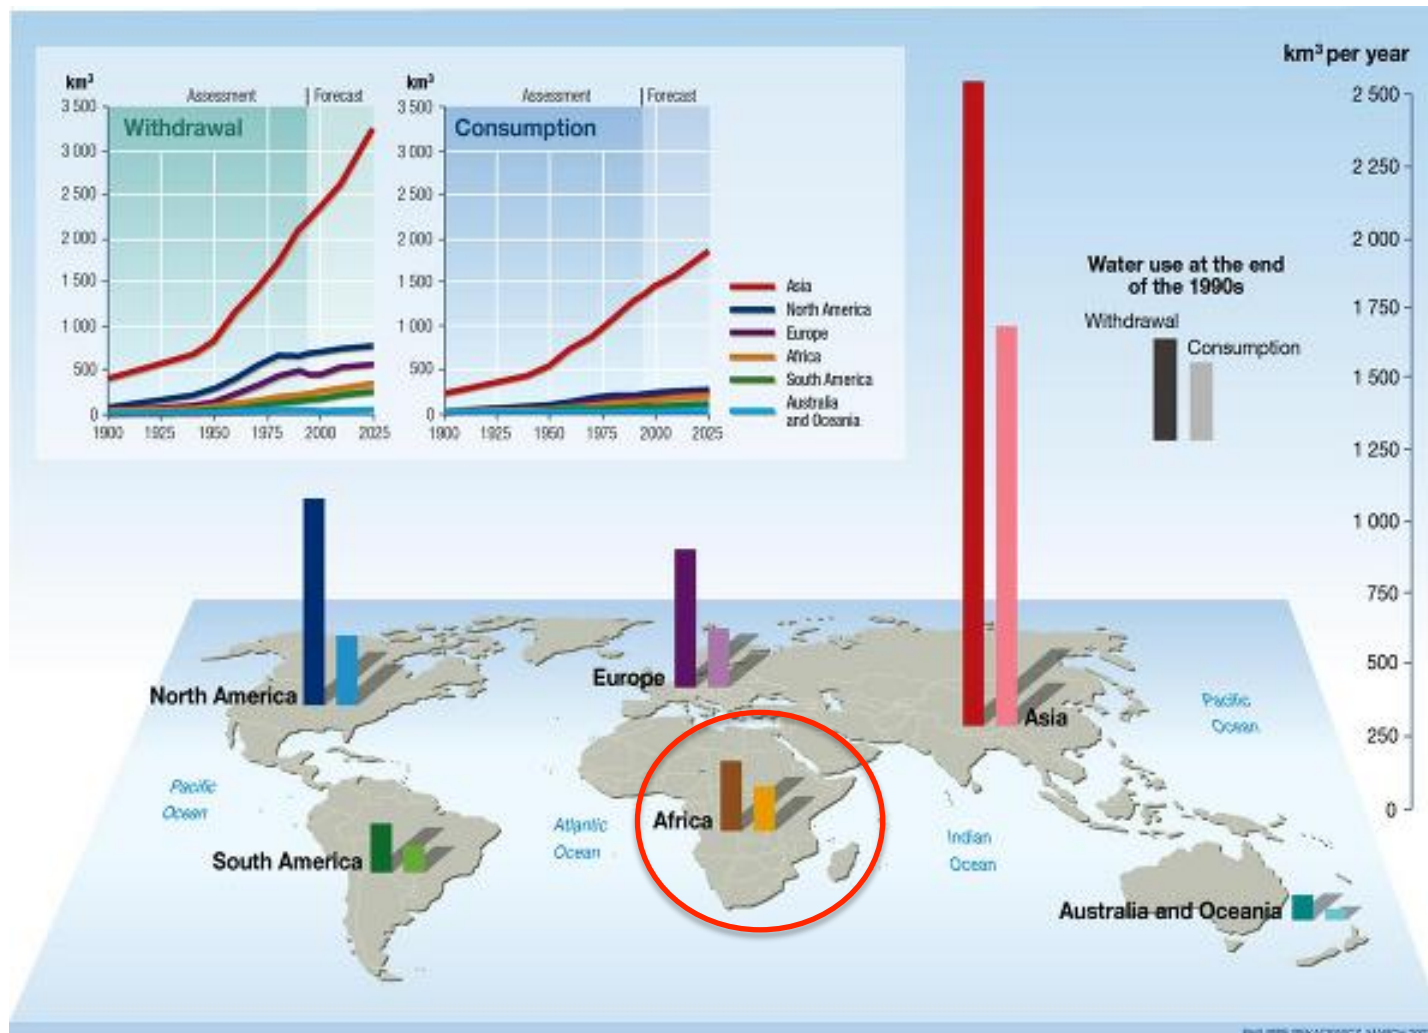 km³ per year
km³
Assessment
Forecast
Withdrawal
3 500
3 000
2 500
2 000
1 500
1 000
500
0
1900
1925
1950
1975
2000
2025
km³
Assessment
Forecast
Consumption
3 500
3 000
2 500
2 000
1 500
1 000
500
0
1900
1925
1950
1975
2000
2025
Asia
North America
Europe
Africa
South America
Australia
and Oceania
2 500
2 250
2 000
1 750
1 500
1 250
1 000
750
500
250
0
Water use at the end
of the 1990s
Withdrawal
Consumption
North America
Europe
Asia
Pacific
Ocean
Pacific
Ocean
Africa
Atlantic
Ocean
Indian
Ocean
South America
Australia and Oceania